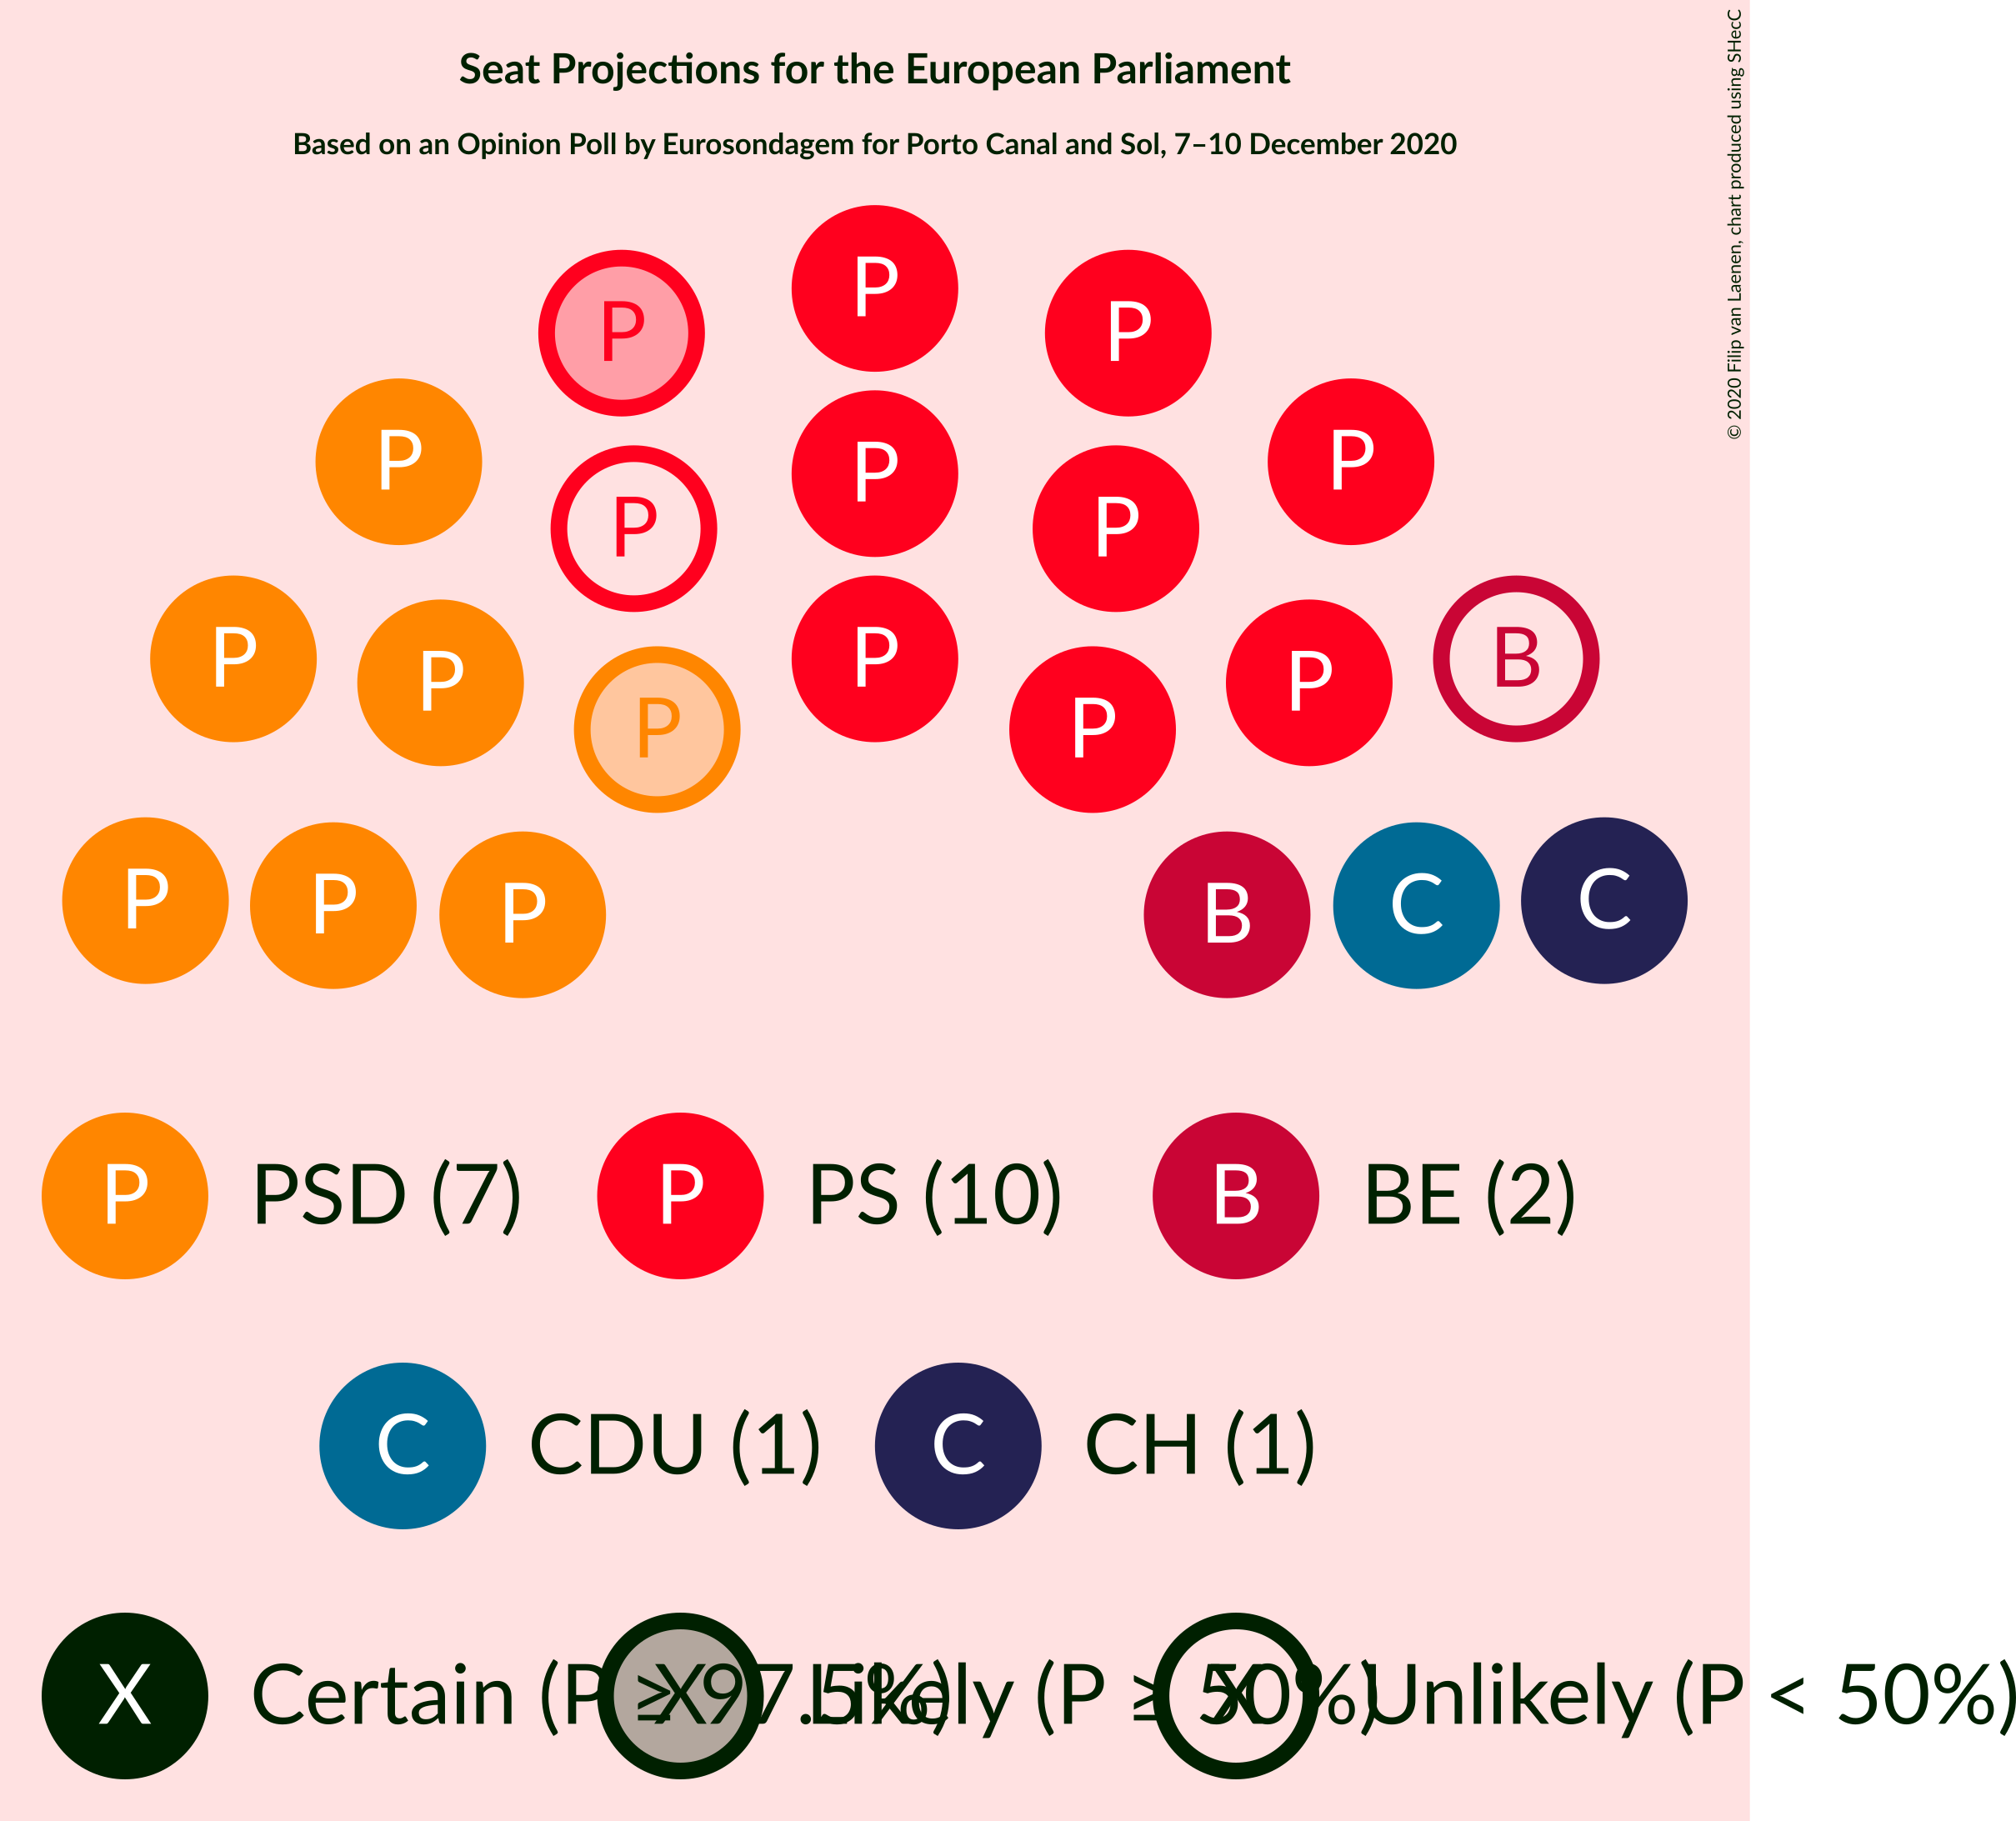 Seat Projections for the European Parliament
Based on an Opinion Poll by Eurosondagem for Porto Canal and Sol, 7–10 December 2020
© 2020 Filip van Laenen, chart produced using SHecC
P
P P
P P
P
P P
P B
P P
P P
P P
P C C
P P B
P PSD (7) P PS (10) B BE (2)
C CDU (1) C CH (1)
X Certain (P ≥ 97.5%) X Likely (P ≥ 50%) X Unlikely (P < 50%)